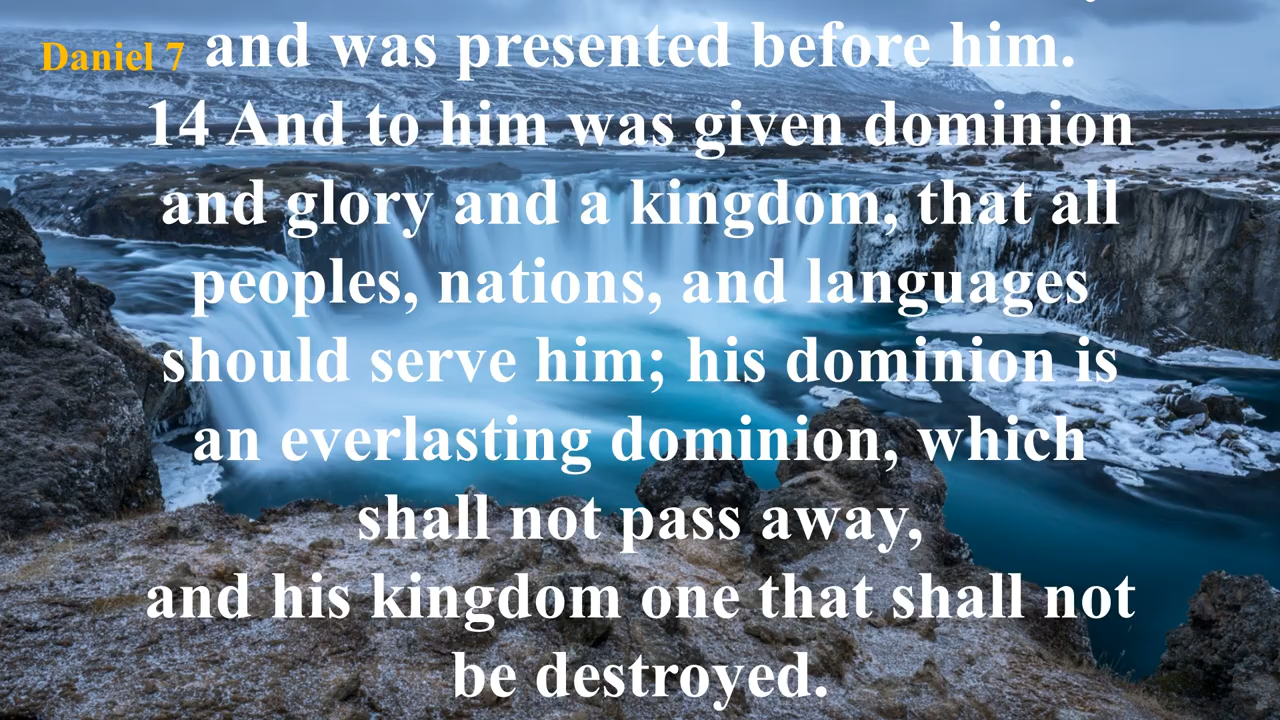 Daniel 7
and was presented before him.
14 And to him was given dominion
and glory and a kingdom, that all
peoples, nations, and languages
should serve him; his dominion is
an everlasting dominion, which
shall not pass away,
and his kingdom one that shall not
be destroyed.